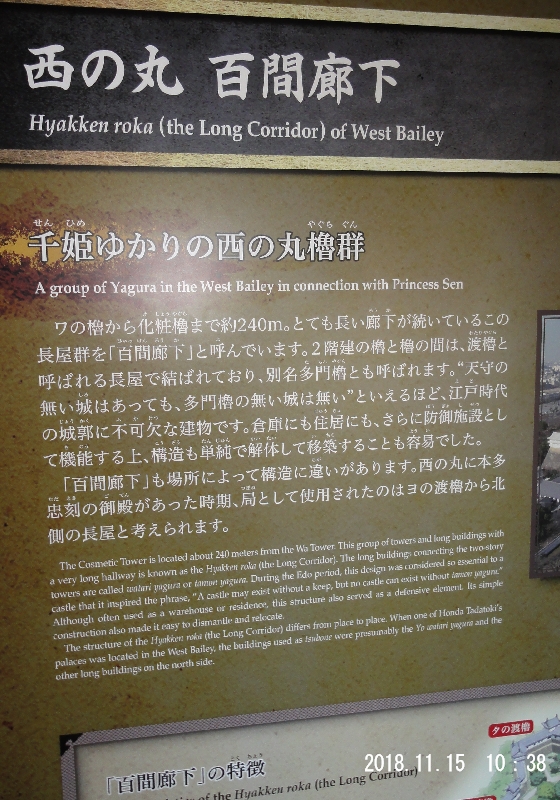 西の丸 百間廊下
Hyakken roka (the Long Corridor) of West Bailey
せん ひめ やぐら ぐん
千姫ゆかりの西の丸櫓群
A group of Yagura in the West Bailey in connection with Princess Sen
ワの櫓から化粧櫓まで約240m。とても長い廊下が続いているこの
長屋群を「百間廊下」と呼んでいます。2階建の櫓と櫓の間は、渡櫓と
呼ばれる長屋で結ばれており、別名多門櫓とも呼ばれます。“天守の
無い城はあっても、多門櫓の無い城は無い”といえるほど、江戸時代
の城郭に不可欠な建物です。倉庫にも住居にも、さらに防御施設とし
て機能する上、構造も単純で解体して移築することも容易でした。
「百間廊下」も場所によって構造に違いがあります。西の丸に本多
忠刻の御殿があった時期、局として使用されたのはヨの渡櫓から北
側の長屋と考えられます。
The Cosmetic Tower is located about 240 meters from the Wa Tower. This group of towers and long buildings with
a very long hallway is known as the Hyakken roka (the Long Corridor). The long buildings connecting the two-story
towers are called watari yagura or tamon yagura. During the Edo period, this design was considered so essential to a
castle that it inspired the phrase, "A castle may exist without a keep, but no castle can exist without tamon yagura."
Although often used as a warehouse or residence, this structure also served as a defensive element. Its simple
construction also made it easy to dismantle and relocate.
The structure of the Hyakken roka (the Long Corridor) differs from place to place. When one of Honda Tadatoki's
palaces was located in the West Bailey, the buildings used as tsubone were presumably the Yo watari yagura and the
other long buildings on the north side.
タの渡櫓
「百間廊下」の特徴
of the Hyakken roka (the Long Corridor)
2018.11.15 10:38